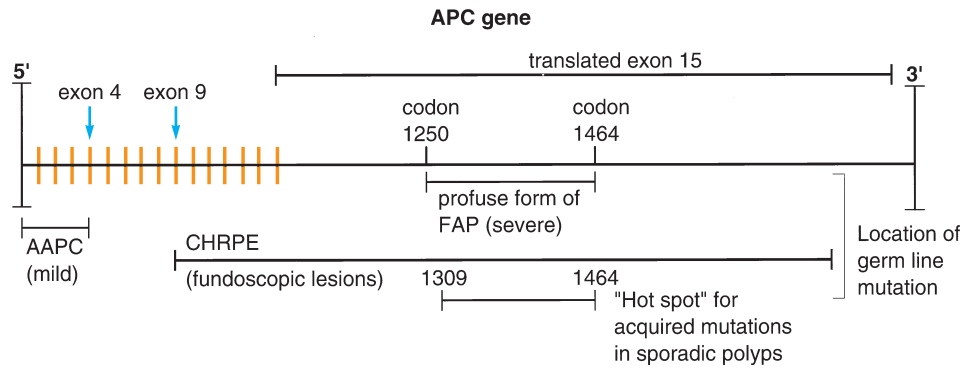 APC gene
translated exon 15
5'
3'
exon 4
exon 9
codon
1250
codon
1464
profuse form of
FAP (severe)
AAPC
(mild)
CHRPE
(fundoscopic lesions)
1309
1464
"Hot spot" for
acquired mutations
in sporadic polyps
Location of
germ line
mutation